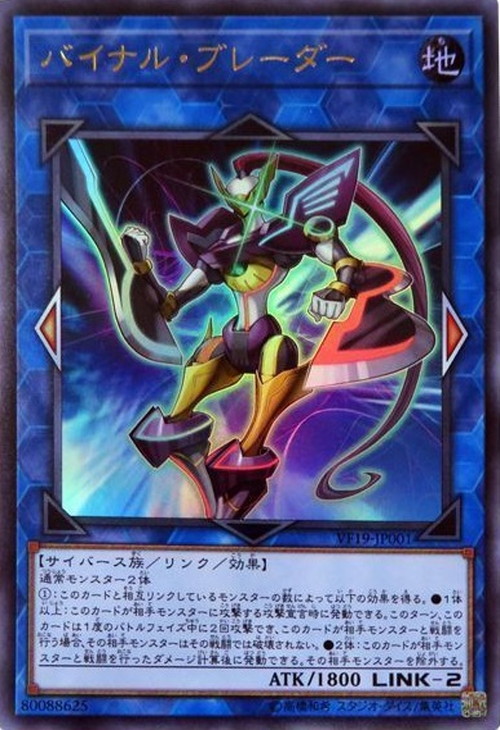 バイナル・ブレーダー
地
VF19-JP001
【サイバース族/リンク/効果】
通常モンスター2体
①:このカードと相互リンクしているモンスターの数によって以下の効果を得る。●1体
以上:このカードが相手モンスターに攻撃する攻撃宣言時に発動できる。このターン、この
カードは1度のバトルフェイズ中に2回攻撃でき、このカードが相手モンスターと戦闘を
行う場合、その相手モンスターはその戦闘では破壊されない。●2体:このカードが相手モン
スターと戦闘を行ったダメージ計算後に発動できる。その相手モンスターを除外する。
ATK/1800 LINK-2
80088625 ©高橋和希 スタジオ・ダイス/集英社